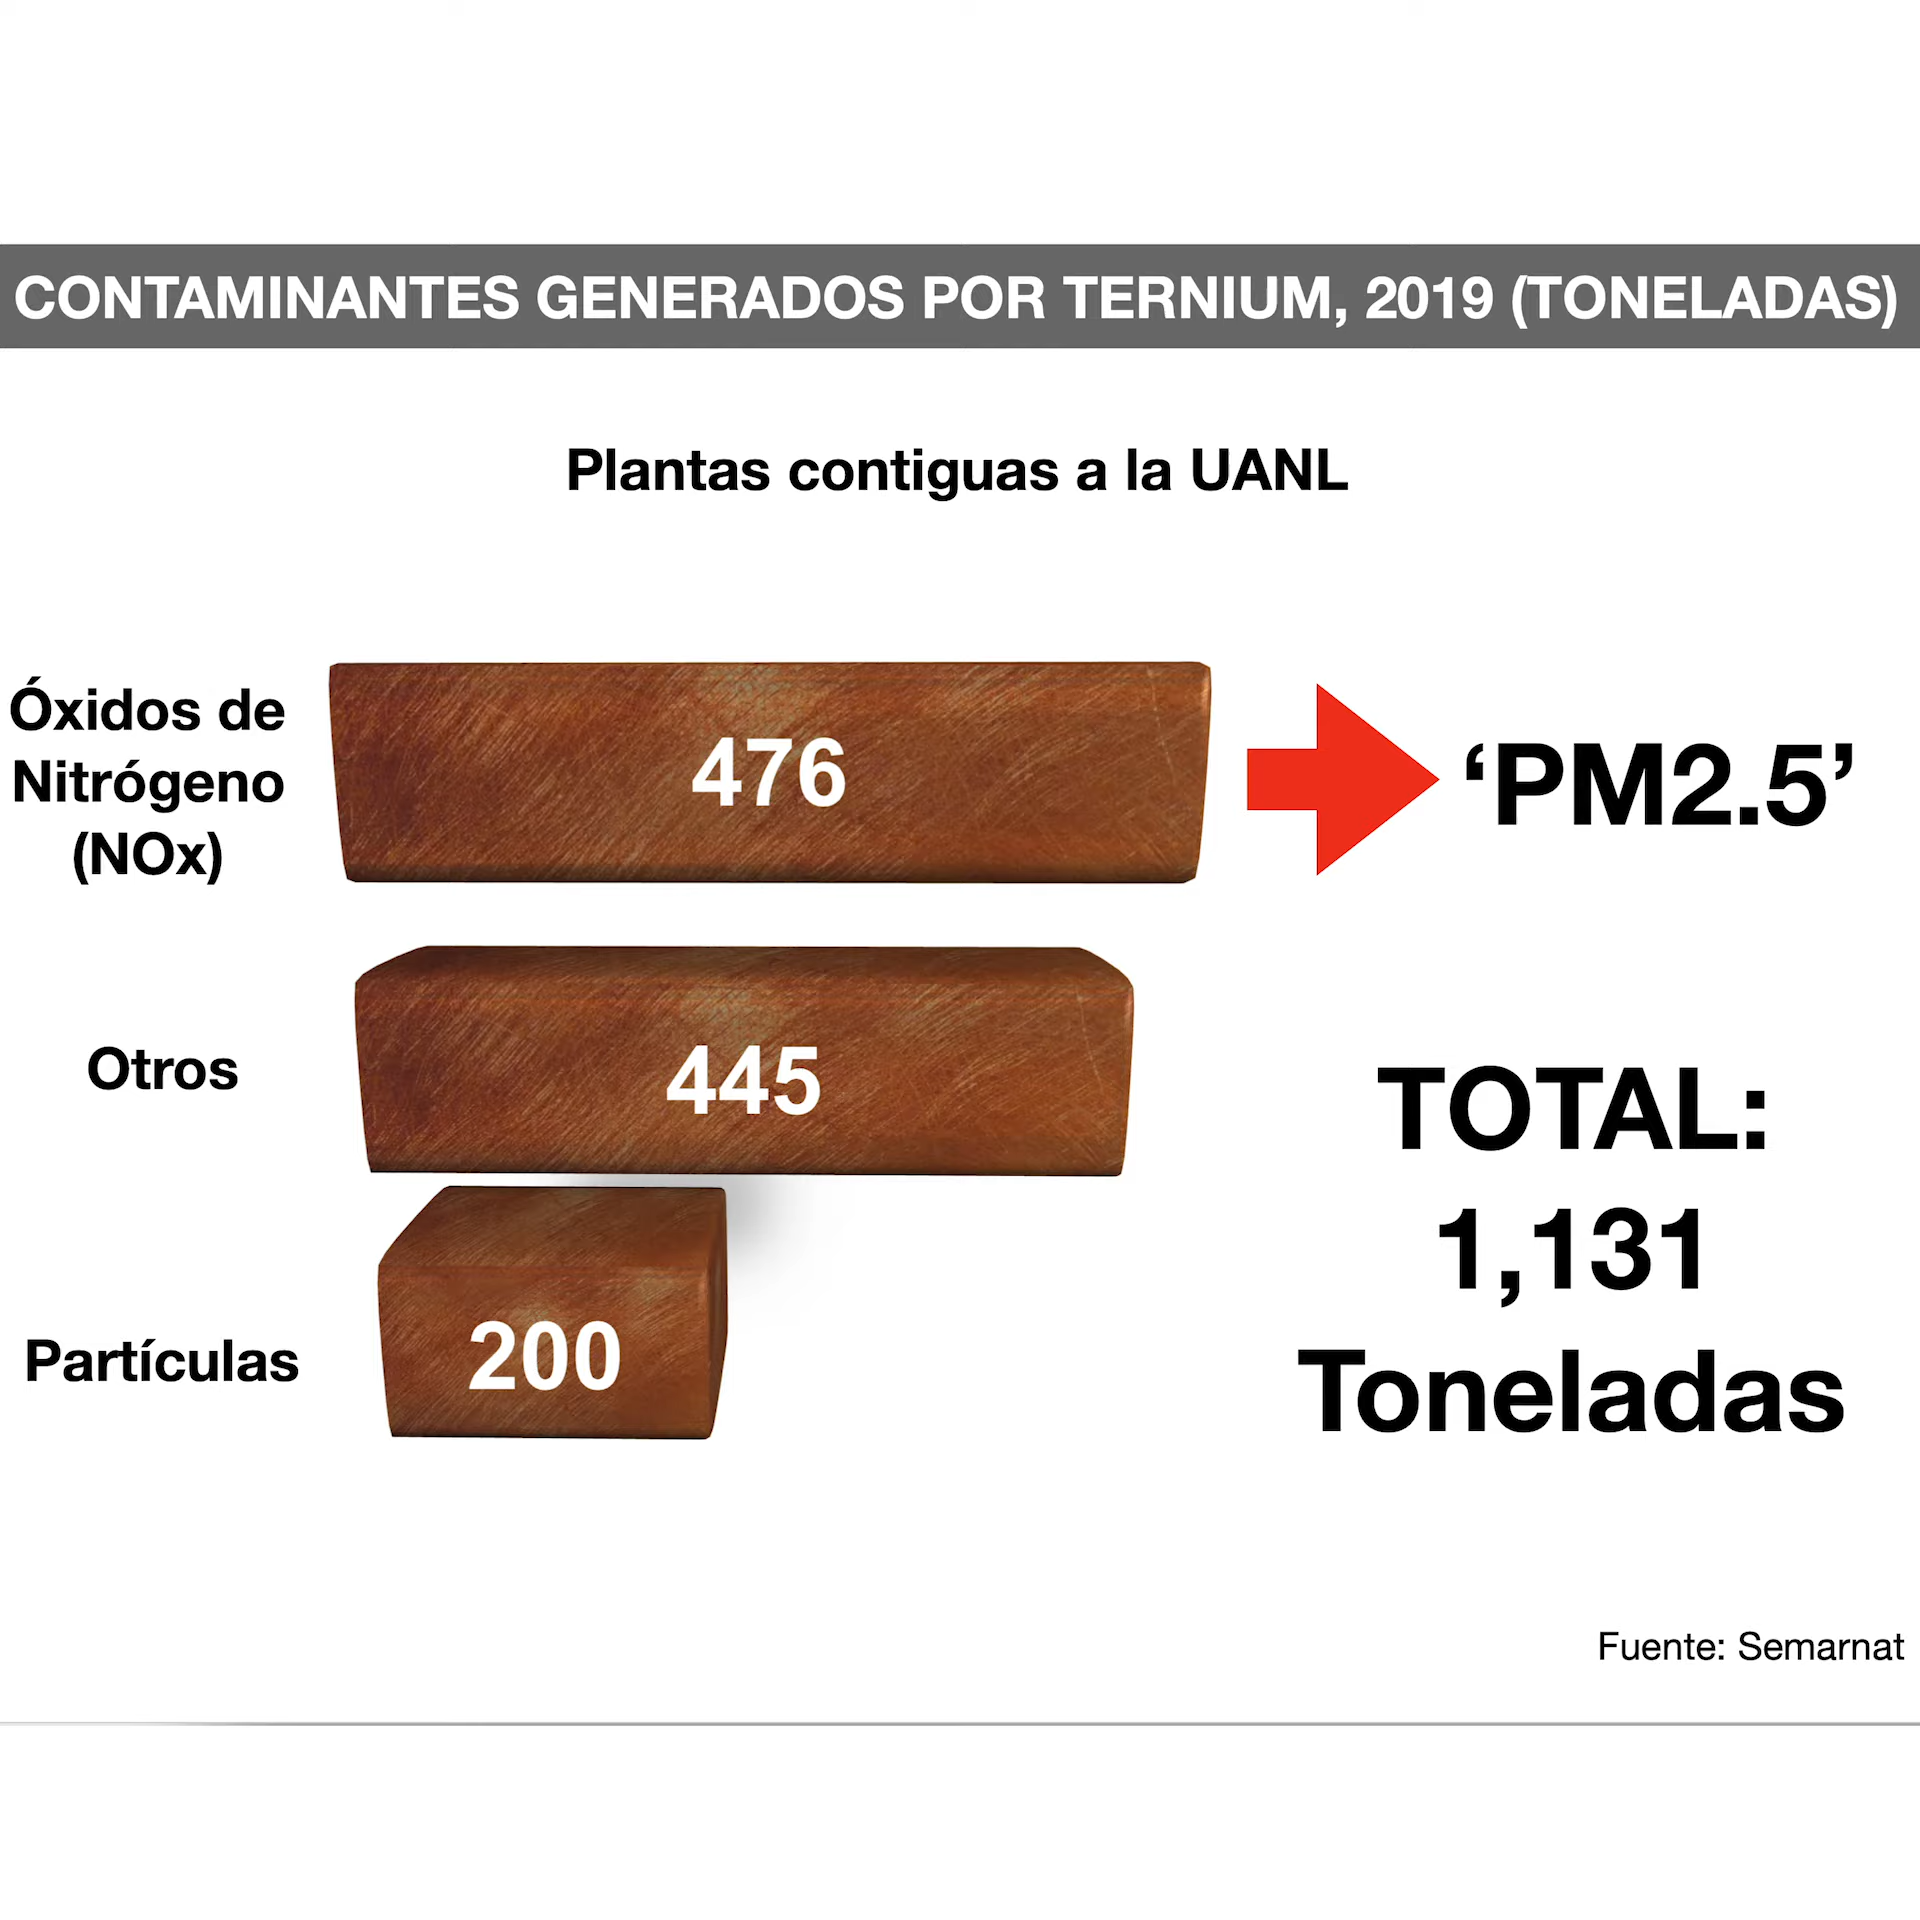 CONTAMINANTES GENERADOS POR TERNIUM, 2019 (TONELADAS)
Plantas contiguas a la UANL
Óxidos de
Nitrógeno
(NOx)
476
‘PM2.5’
Otros
445
Partículas
200
TOTAL:
1,131
Toneladas
Fuente: Semarnat